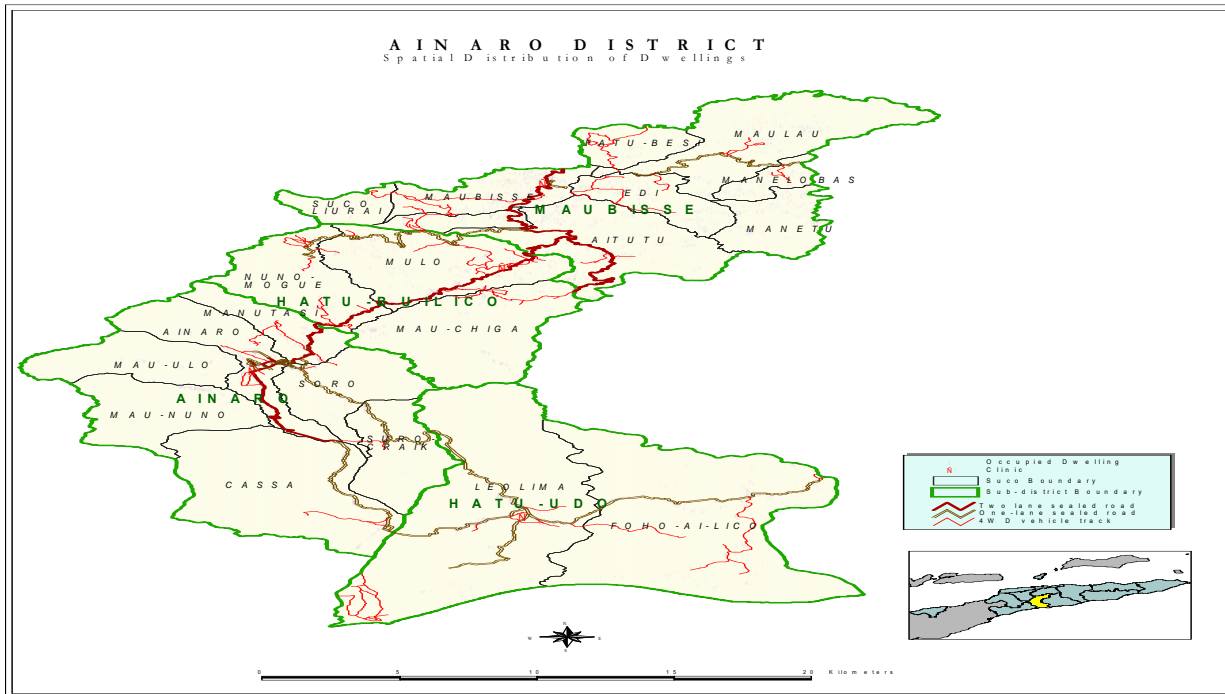 AINARO DISTRICT
Spatial Distribution of Dwellings
MAULAU
FATU-BESI
MANELOBAS
EDI
MAUBISSE
SUCO
LIURAI
MAUBISSE
MANETU
AITUTU
MULO
NUNO-
MOGUE
HATU-RUILICO
MANUTASI
MAU-CHIGA
AINARO
MAU-ULO
SORO
AINARO
MAU-NUNO
SURO-
CRAIK
CASSA
LEOLIMA
HATU-UDO
FOHO-AI-LICO
Occupied Dwelling
Ñ Clinic
Suco Boundary
Sub-district Boundary
Two lane sealed road
One-lane sealed road
4WD vehicle track
N
W E
S
0 5 10 15 20 Kilometers